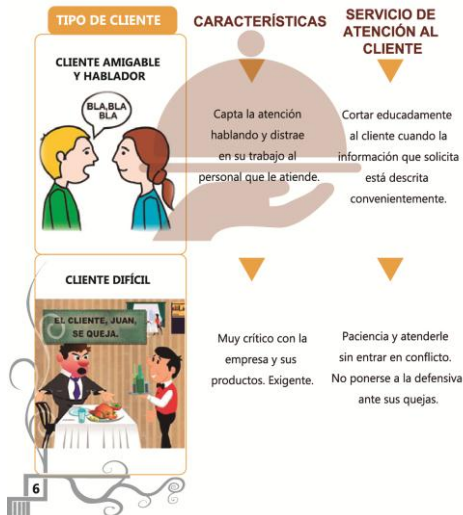 TIPO DE CLIENTE
CARACTERÍSTICAS
SERVICIO DE
ATENCIÓN AL
CLIENTE
CLIENTE AMIGABLE
Y HABLADOR
BLA,BLA
BLA
Capta la atención
hablando y distrae
en su trabajo al
personal que le atiende.
Cortar educadamente
al cliente cuando la
información que solicita
está descrita
convenientemente.
CLIENTE DIFÍCIL
EL CLIENTE, JUAN,
SE QUEJA.
Muy crítico con la
empresa y sus
productos. Exigente.
Paciencia y atenderle
sin entrar en conflicto.
No ponerse a la defensiva
ante sus quejas.
6